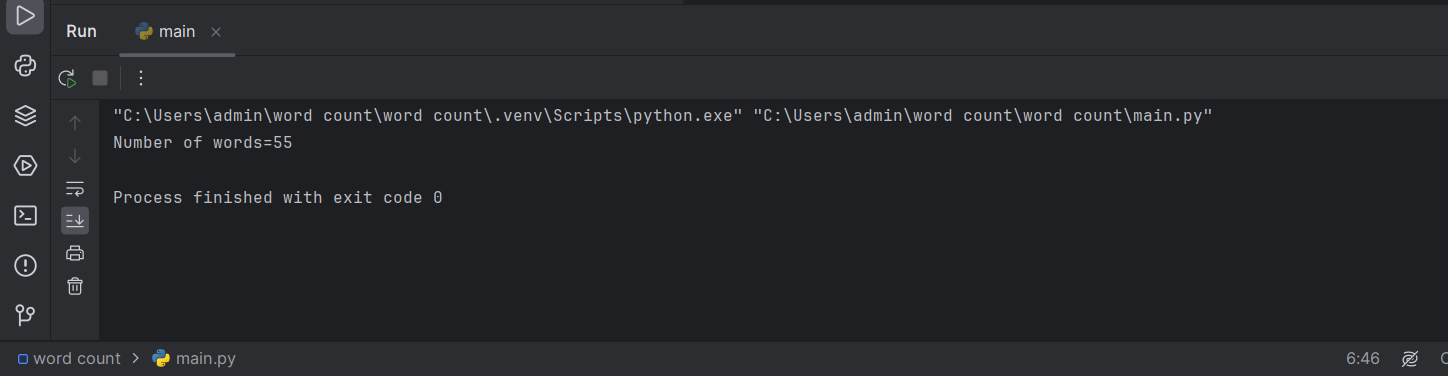 Run main
"C:\Users\admin\word count\word count\.venv\Scripts\python.exe" "C:\Users\admin\word count\word count\main.py"
Number of words=55
Process finished with exit code 0
word count > main.py
6:46